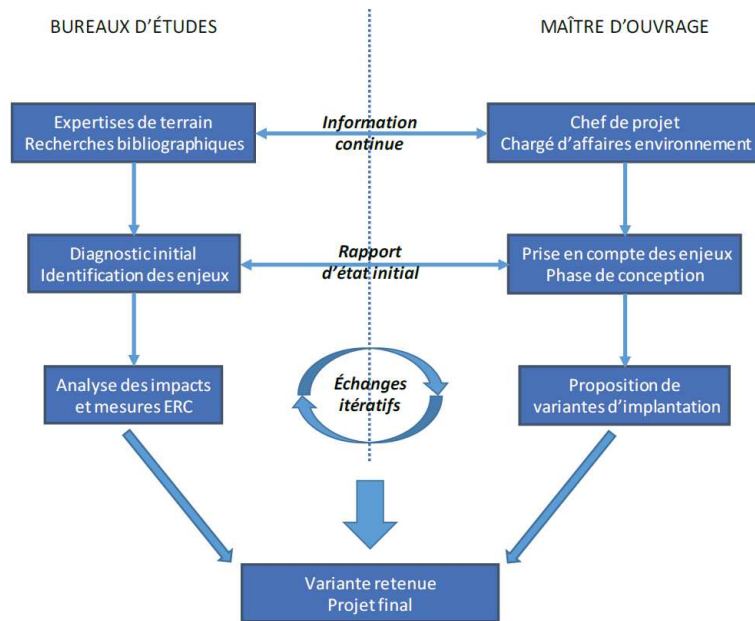 BUREAUX D'ÉTUDES
MAÎTRE D'OUVRAGE
Expertises de terrain
Recherches bibliographiques
Information
continue
Chef de projet
Chargé d'affaires environnement
Diagnostic initial
Identification des enjeux
Rapport
d'état initial
Prise en compte des enjeux
Phase de conception
Analyse des impacts
et mesures ERC
Échanges
itératifs
Proposition de
variantes d'implantation
Variante retenue
Projet final